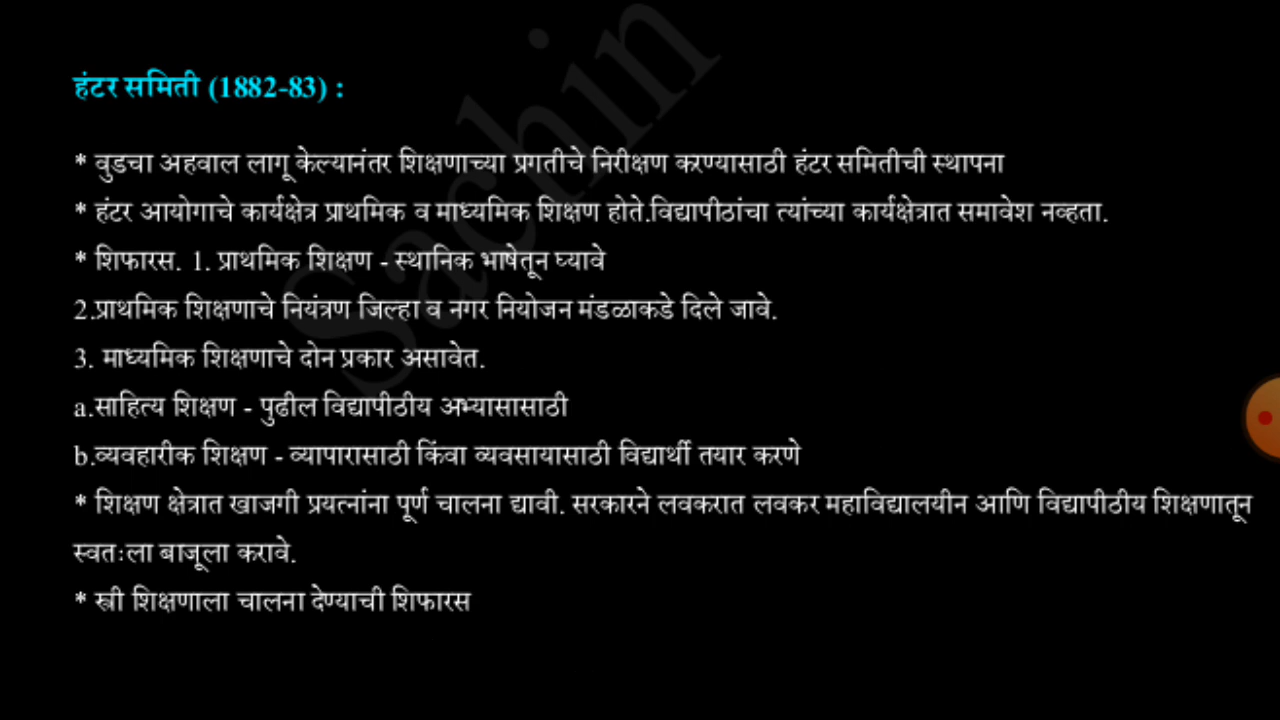 हंटर समिती (1882-83) :
* वुडचा अहवाल लागू केल्यानंतर शिक्षणाच्या प्रगतीचे निरीक्षण करण्यासाठी हंटर समितीची स्थापना
* हंटर आयोगाचे कार्यक्षेत्र प्राथमिक व माध्यमिक शिक्षण होते.विद्यापीठांचा त्यांच्या कार्यक्षेत्रात समावेश नव्हता.
* शिफारस. 1. प्राथमिक शिक्षण - स्थानिक भाषेतून घ्यावे
2.प्राथमिक शिक्षणाचे नियंत्रण जिल्हा व नगर नियोजन मंडळाकडे दिले जावे.
3. माध्यमिक शिक्षणाचे दोन प्रकार असावेत.
a.साहित्य शिक्षण - पुढील विद्यापीठीय अभ्यासासाठी
b.व्यवहारीक शिक्षण - व्यापारासाठी किंवा व्यवसायासाठी विद्यार्थी तयार करणे
* शिक्षण क्षेत्रात खाजगी प्रयत्नांना पूर्ण चालना द्यावी. सरकारने लवकरात लवकर महाविद्यालयीन आणि विद्यापीठीय शिक्षणातून
स्वतःला बाजूला करावे.
* स्त्री शिक्षणाला चालना देण्याची शिफारस
Sachin